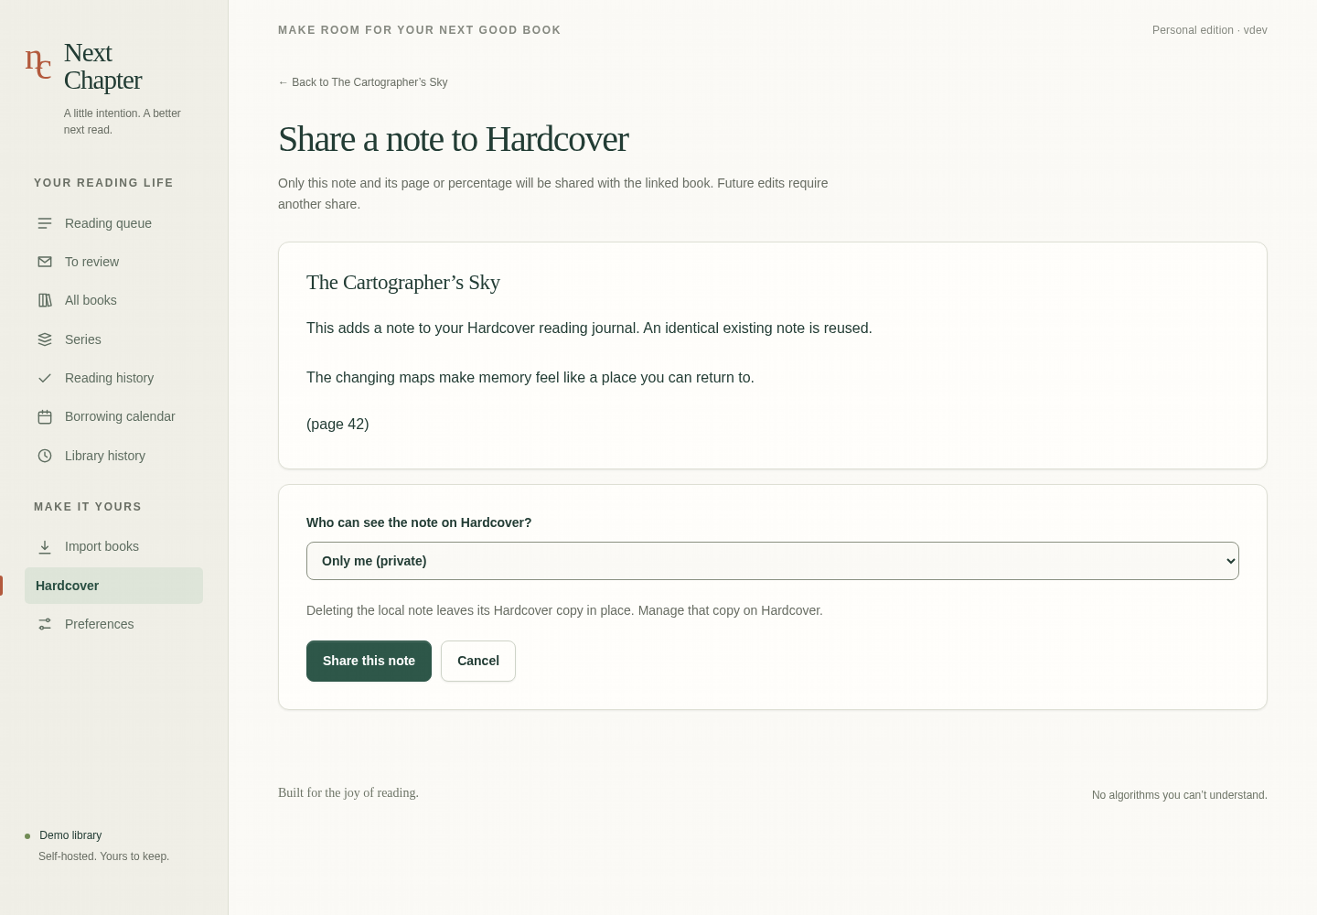 nc
Next
Chapter
A little intention. A better
next read.
YOUR READING LIFE
Reading queue
To review
All books
Series
Reading history
Borrowing calendar
Library history
MAKE IT YOURS
Import books
Hardcover
Preferences
Demo library
Self-hosted. Yours to keep.
MAKE ROOM FOR YOUR NEXT GOOD BOOK
Personal edition · vdev
← Back to The Cartographer’s Sky
Share a note to Hardcover
Only this note and its page or percentage will be shared with the linked book. Future edits require
another share.
The Cartographer’s Sky
This adds a note to your Hardcover reading journal. An identical existing note is reused.
The changing maps make memory feel like a place you can return to.
(page 42)
Who can see the note on Hardcover?
Only me (private)
Deleting the local note leaves its Hardcover copy in place. Manage that copy on Hardcover.
Share this note
Cancel
Built for the joy of reading.
No algorithms you can’t understand.